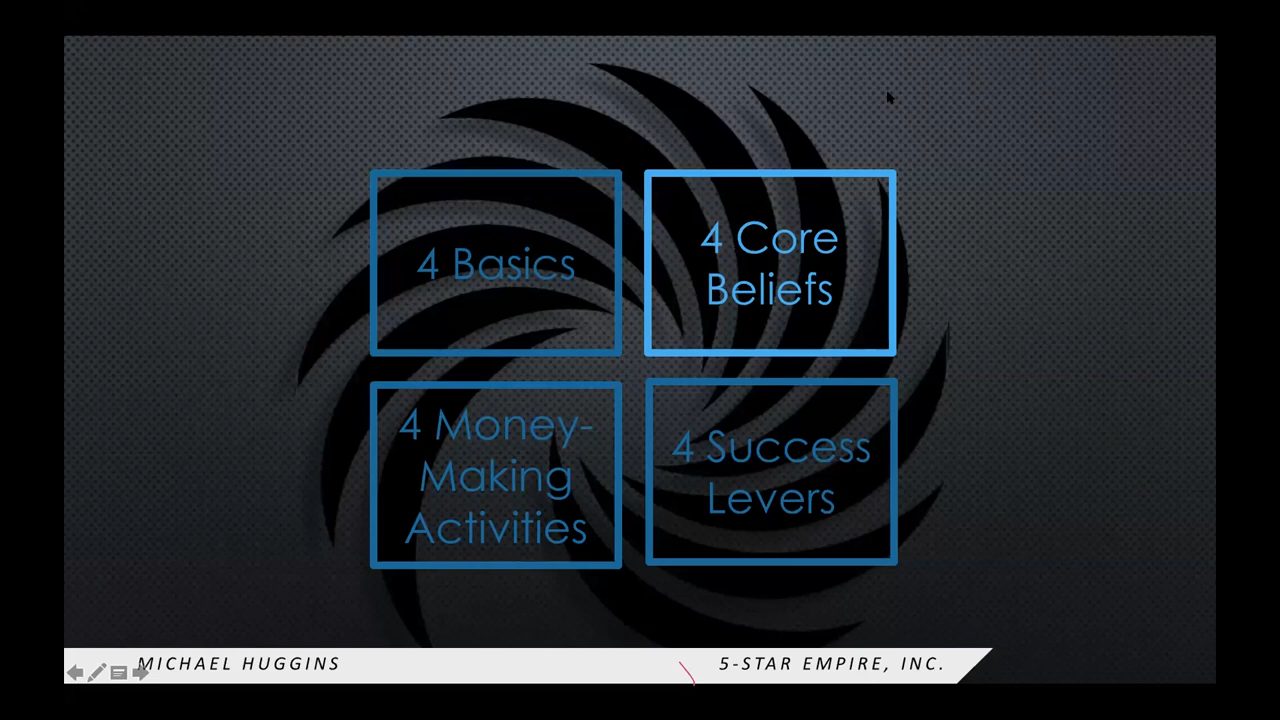 4 Basics
4 Core
Beliefs
4 Money-
Making
Activities
4 Success
Levers
MICHAEL HUGGINS
5-STAR EMPIRE, INC.